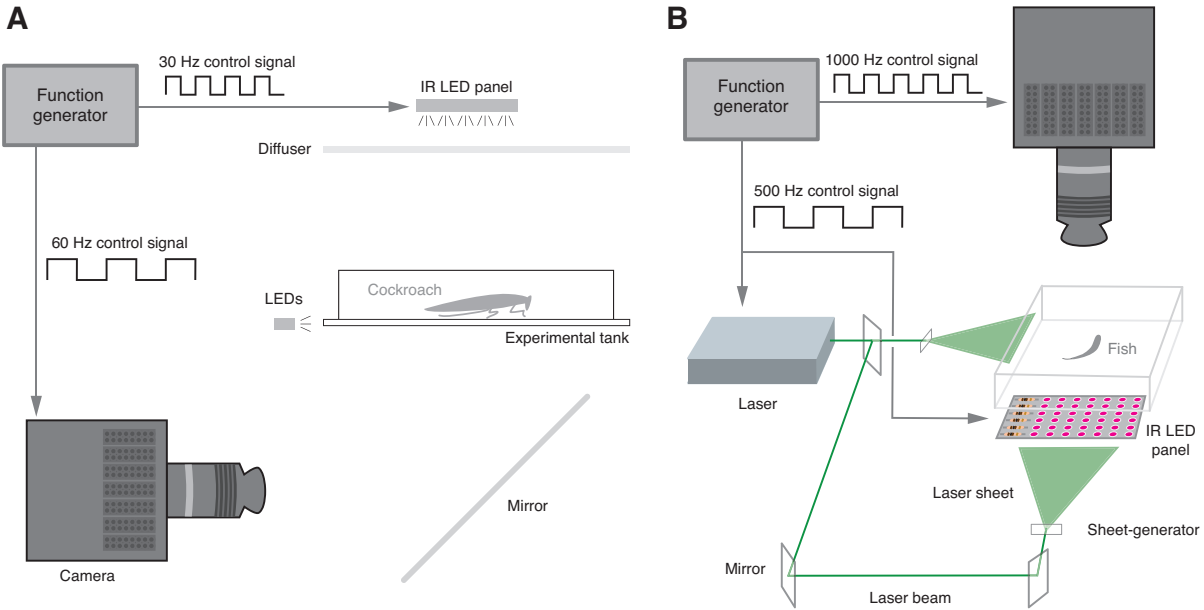 A
30 Hz control signal
Function
generator
IR LED panel
Diffuser
60 Hz control signal
LEDs
Cockroach
Experimental tank
Mirror
Camera
B
1000 Hz control signal
Function
generator
500 Hz control signal
Laser
Fish
IR LED
panel
Laser sheet
Sheet-generator
Mirror
Laser beam